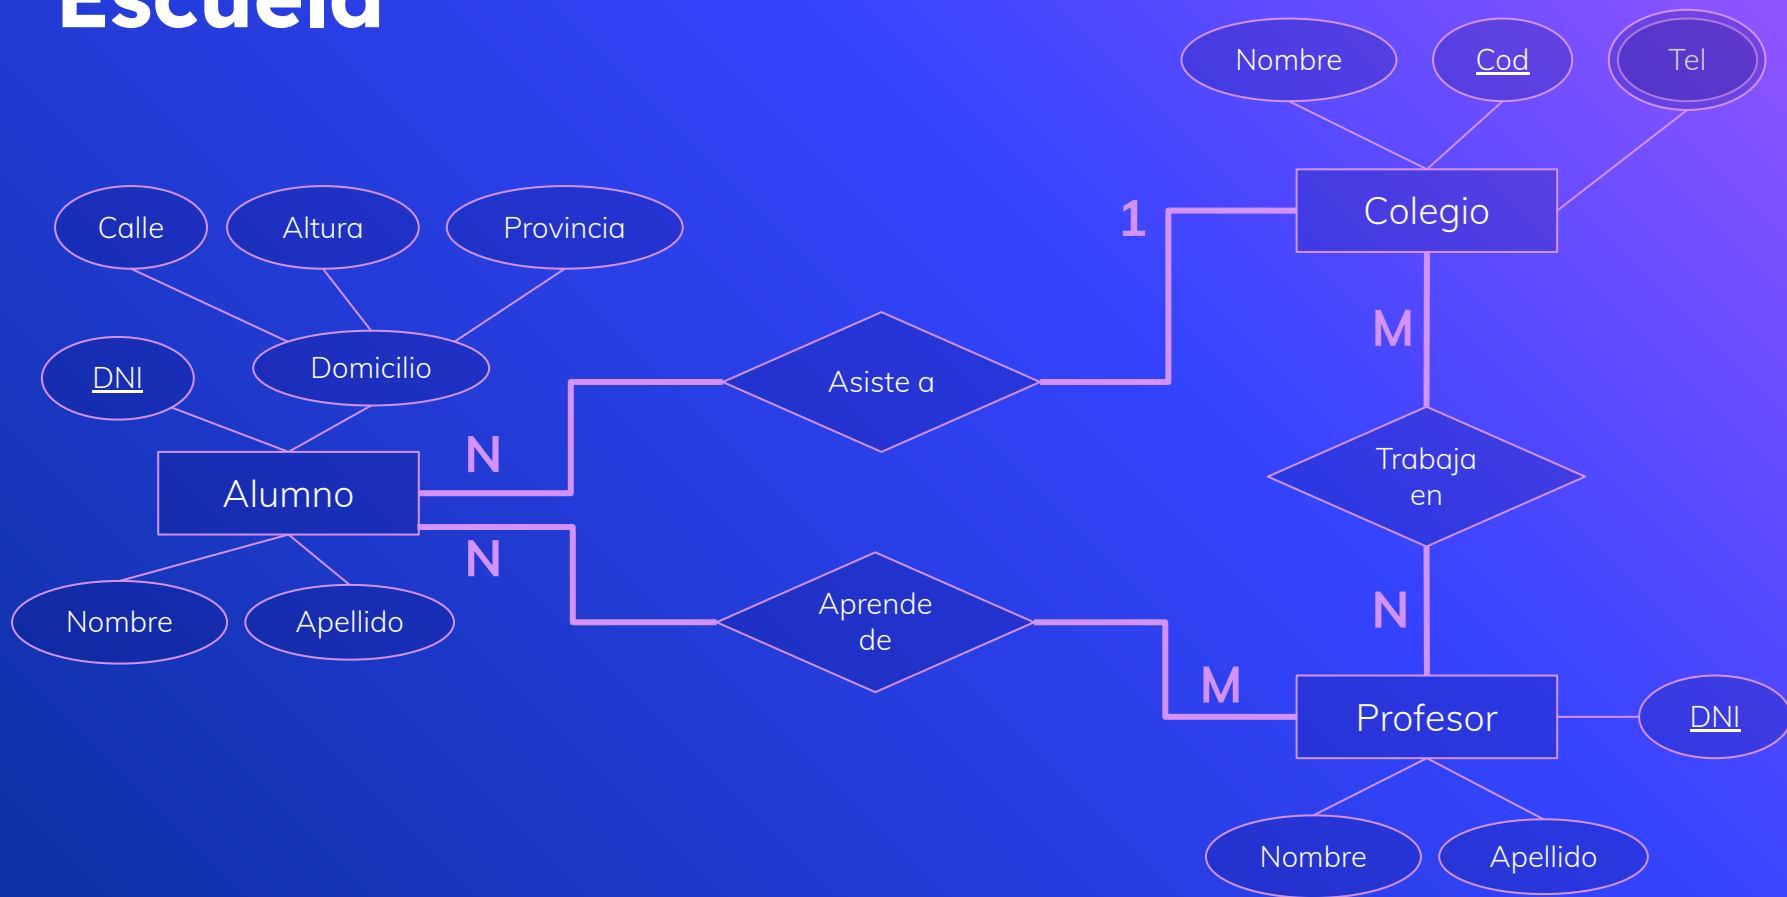 Escuela
Nombre
Cod
Tel
Colegio
Calle
Altura
Provincia
1
M
DNI
Domicilio
Asiste a
N
Alumno
Trabaja
en
N
Aprende
de
N
Nombre
Apellido
M
Profesor
DNI
Nombre
Apellido